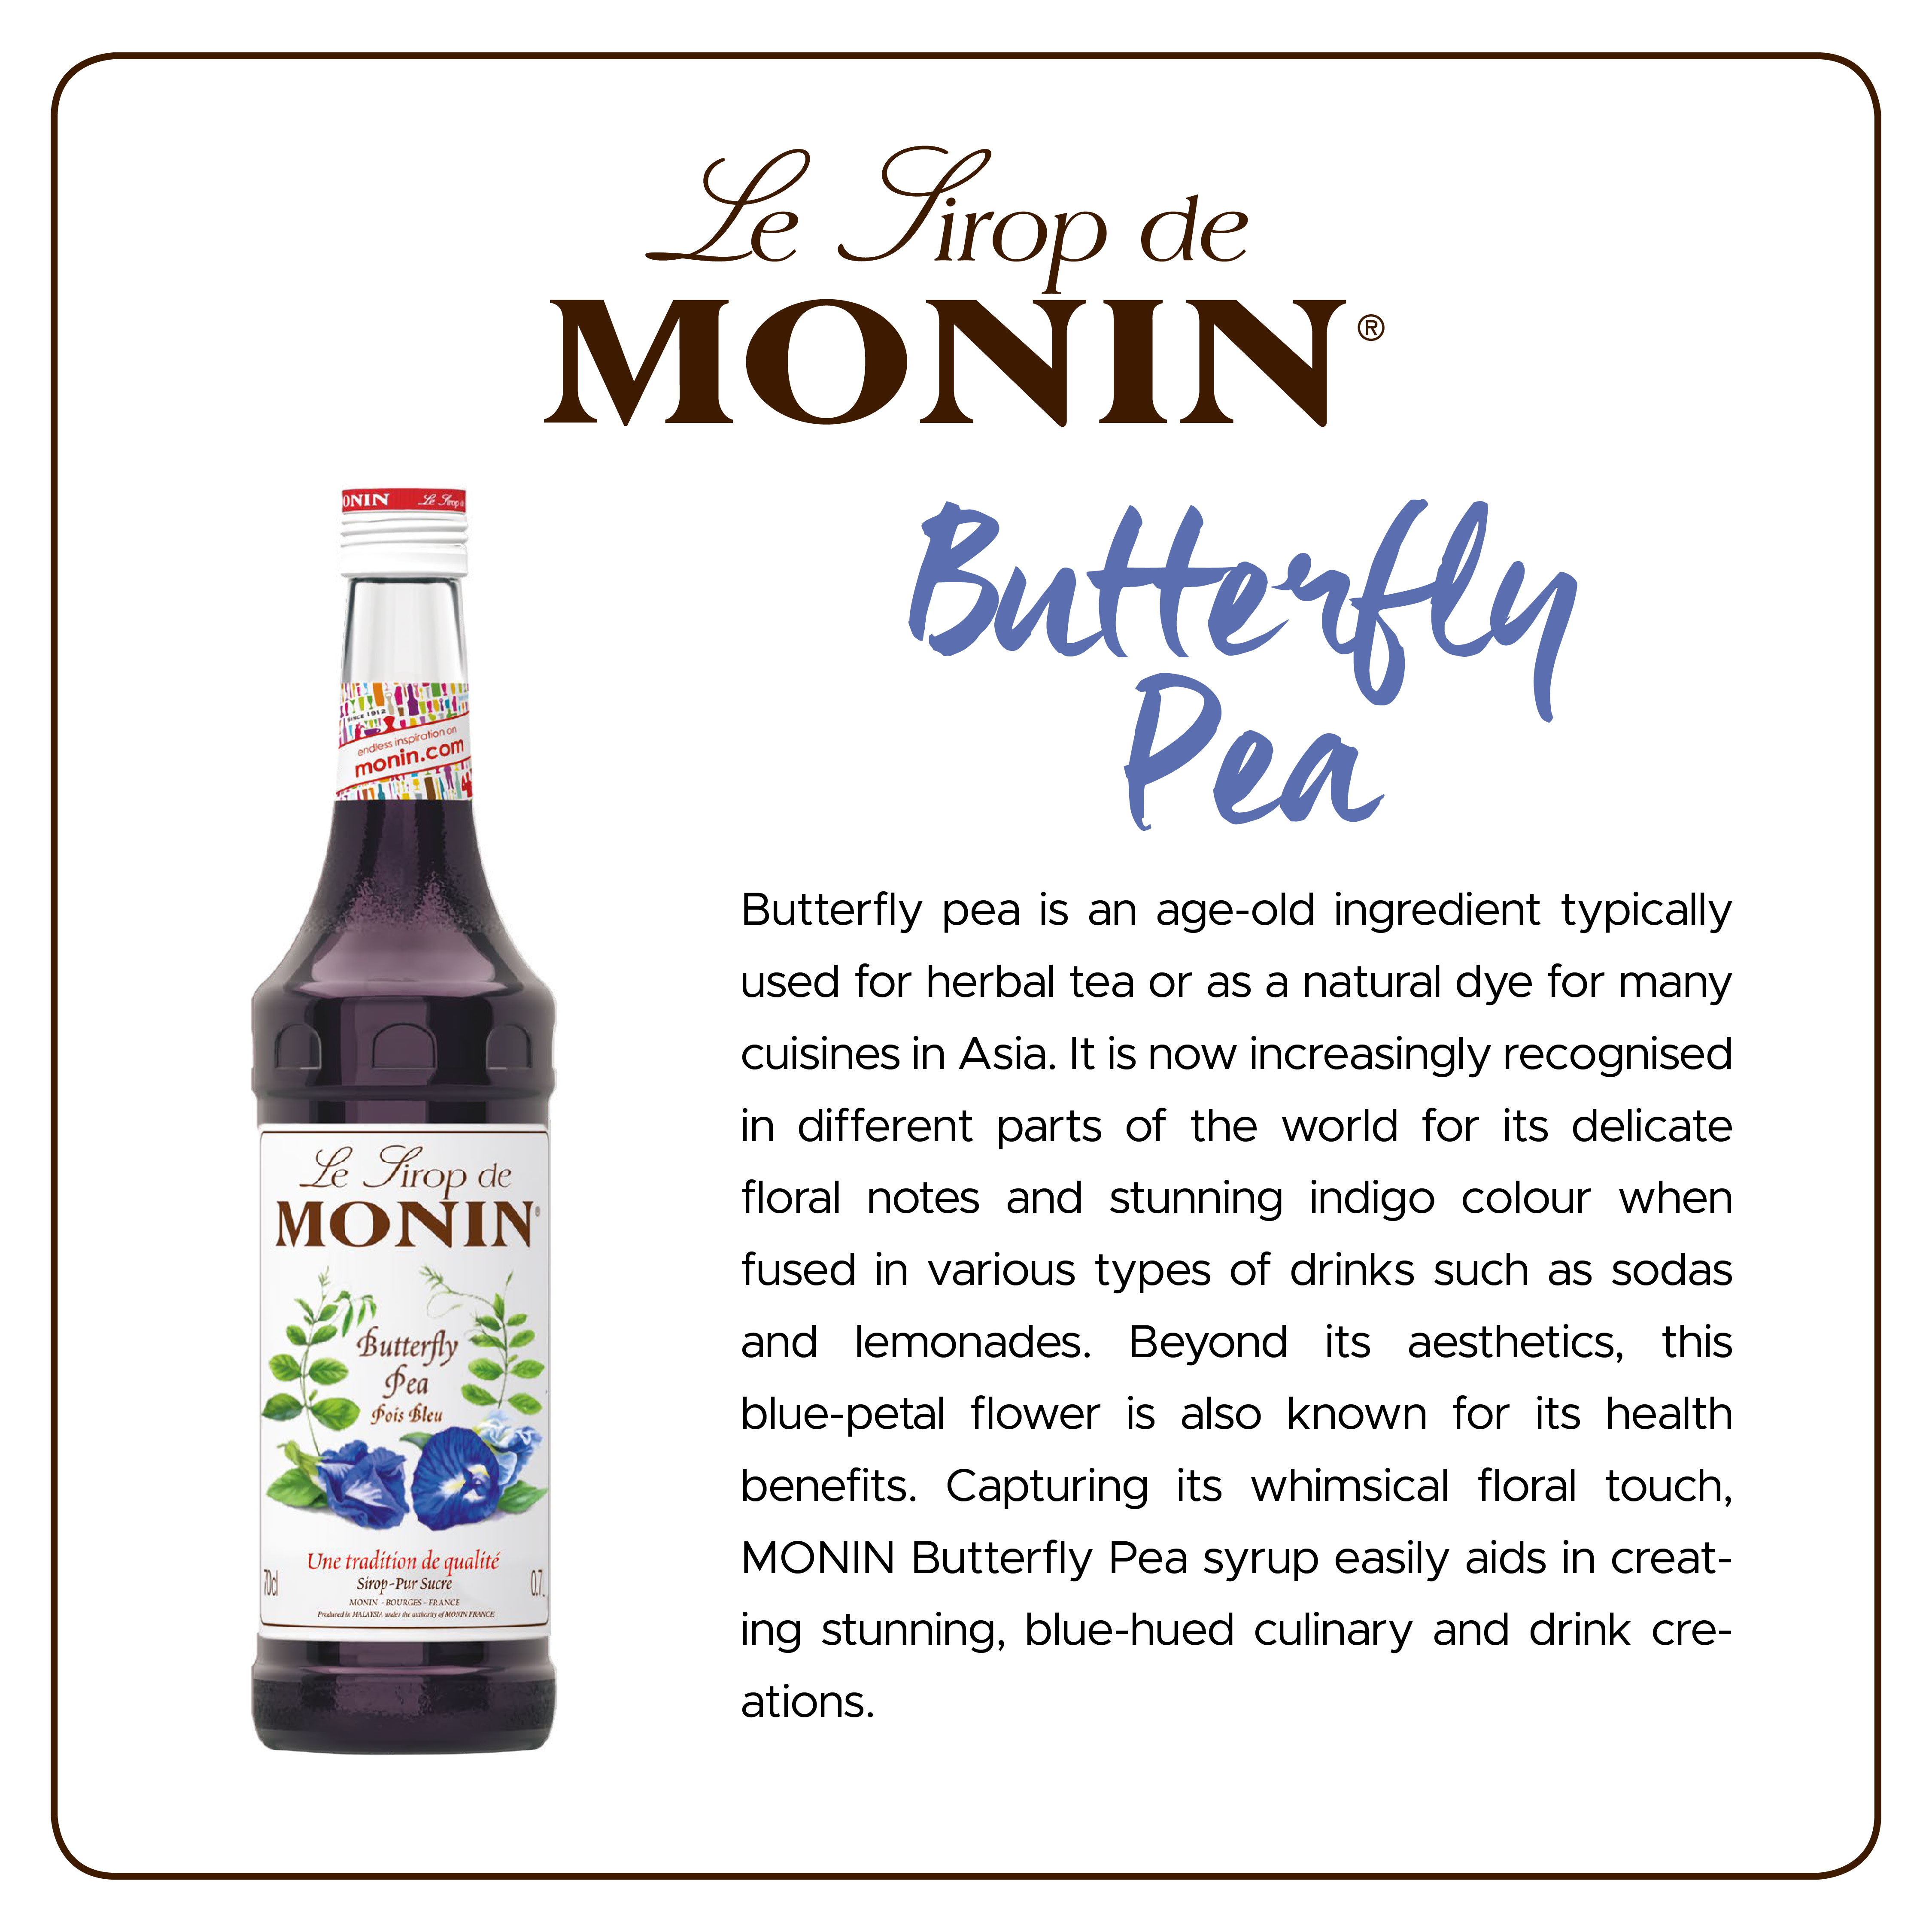 Le Sirop de
MONIN®
Butterfly
Pea
ONIN Le Sirop de
SINCE 1912
endless inspiration on
monin.com
Le Sirop de
MONIN®
Butterfly
Pea
Pois Bleu
Une tradition de qualité
Sirop-Pur Sucre
70cl 0.7
MONIN - BOURGES - FRANCE
Produced in MALAYSIA under the authority of MONIN FRANCE
Butterfly pea is an age-old ingredient typically
used for herbal tea or as a natural dye for many
cuisines in Asia. It is now increasingly recognised
in different parts of the world for its delicate
floral notes and stunning indigo colour when
fused in various types of drinks such as sodas
and lemonades. Beyond its aesthetics, this
blue-petal flower is also known for its health
benefits. Capturing its whimsical floral touch,
MONIN Butterfly Pea syrup easily aids in creat-
ing stunning, blue-hued culinary and drink cre-
ations.